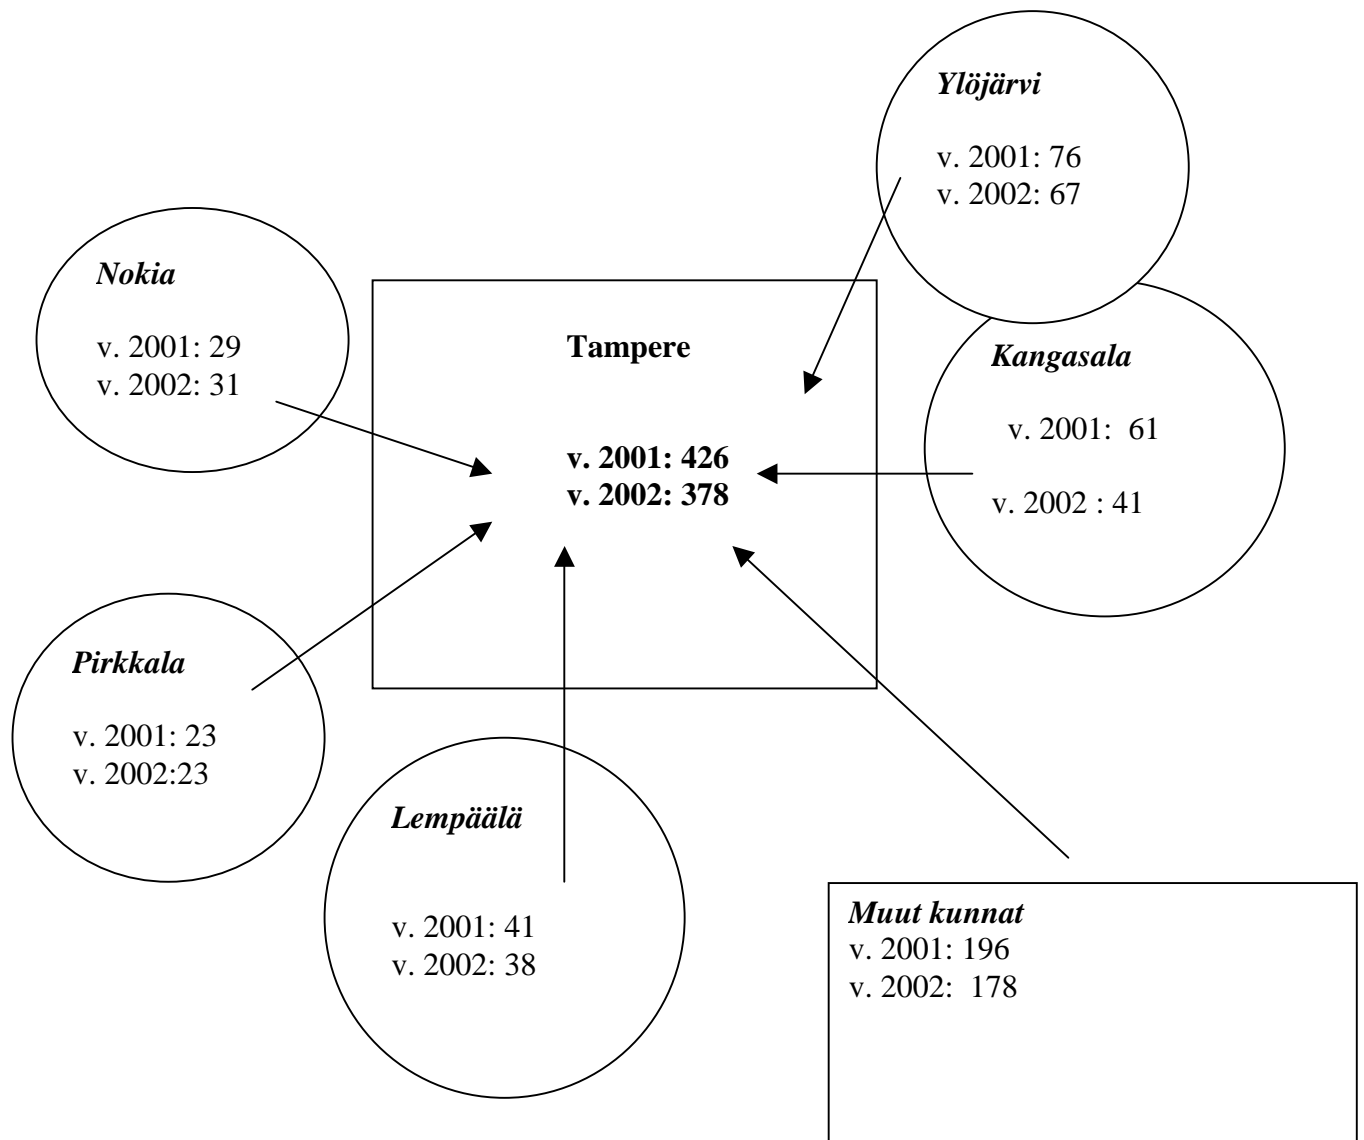 Ylöjärvi
v. 2001: 76
v. 2002: 67
Nokia
v. 2001: 29
v. 2002: 31
Tampere
v. 2001: 426
v. 2002: 378
Kangasala
v. 2001: 61
v. 2002 : 41
Pirkkala
v. 2001: 23
v. 2002:23
Lempäälä
v. 2001: 41
v. 2002: 38
Muut kunnat
v. 2001: 196
v. 2002: 178